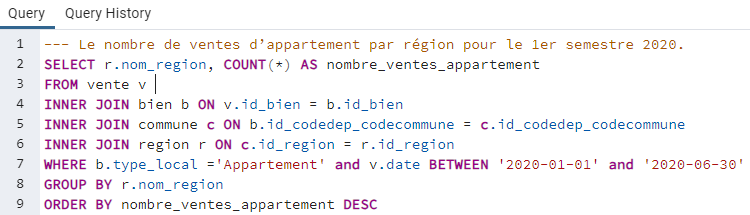 Query Query History
1 --- Le nombre de ventes d’appartement par région pour le 1er semestre 2020.
2 SELECT r.nom_region, COUNT(*) AS nombre_ventes_appartement
3 FROM vente v
4 INNER JOIN bien b ON v.id_bien = b.id_bien
5 INNER JOIN commune c ON b.id_codedep_codecommune = c.id_codedep_codecommune
6 INNER JOIN region r ON c.id_region = r.id_region
7 WHERE b.type_local ='Appartement' and v.date BETWEEN '2020-01-01' and '2020-06-30'
8 GROUP BY r.nom_region
9 ORDER BY nombre_ventes_appartement DESC